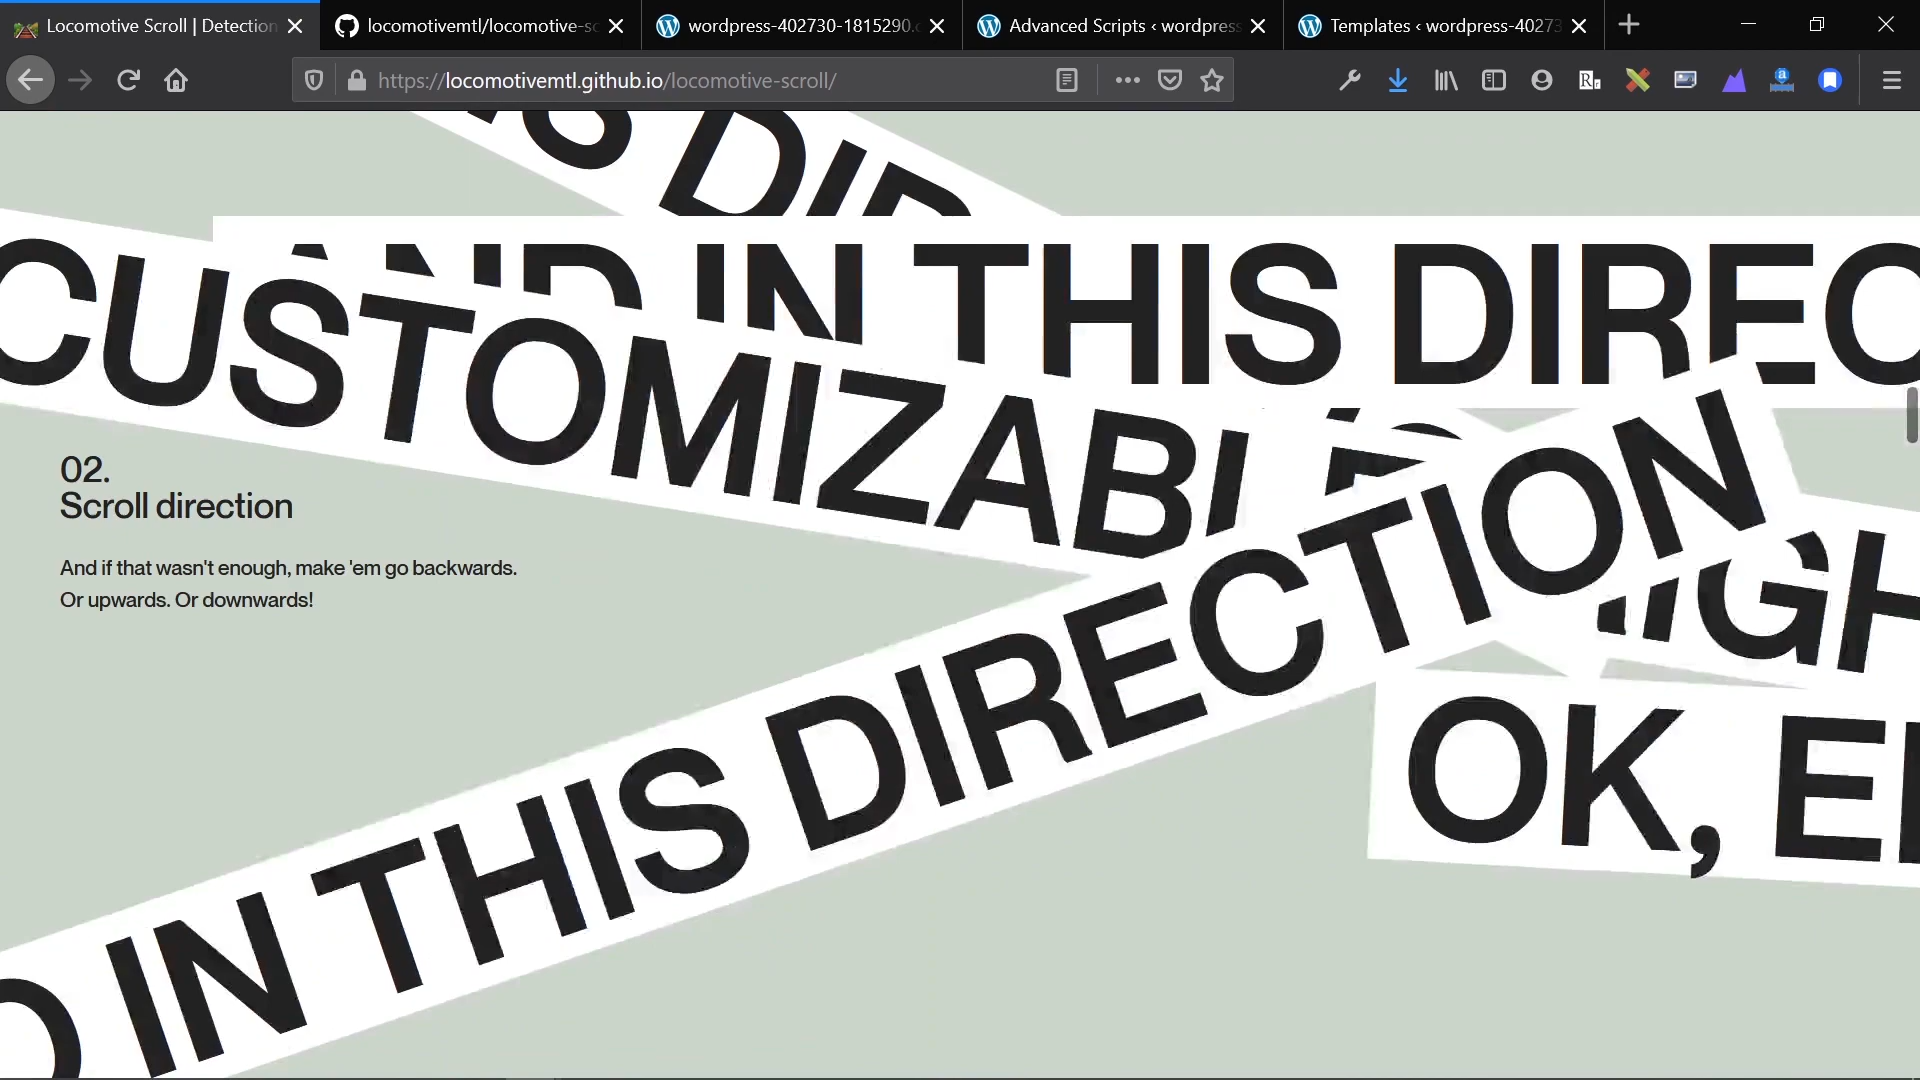 Locomotive Scroll | Detection
locomotivemtl/locomotive-sc
wordpress-402730-1815290.c
Advanced Scripts ‹ wordpress
Templates ‹ wordpress-40273
https://locomotivemtl.github.io/locomotive-scroll/
S DIR
AND IN THIS DIREC
CUSTOMIZABL
02.
Scroll direction
And if that wasn't enough, make 'em go backwards.
Or upwards. Or downwards!
IN THIS DIRECTION
IGH
OK, E